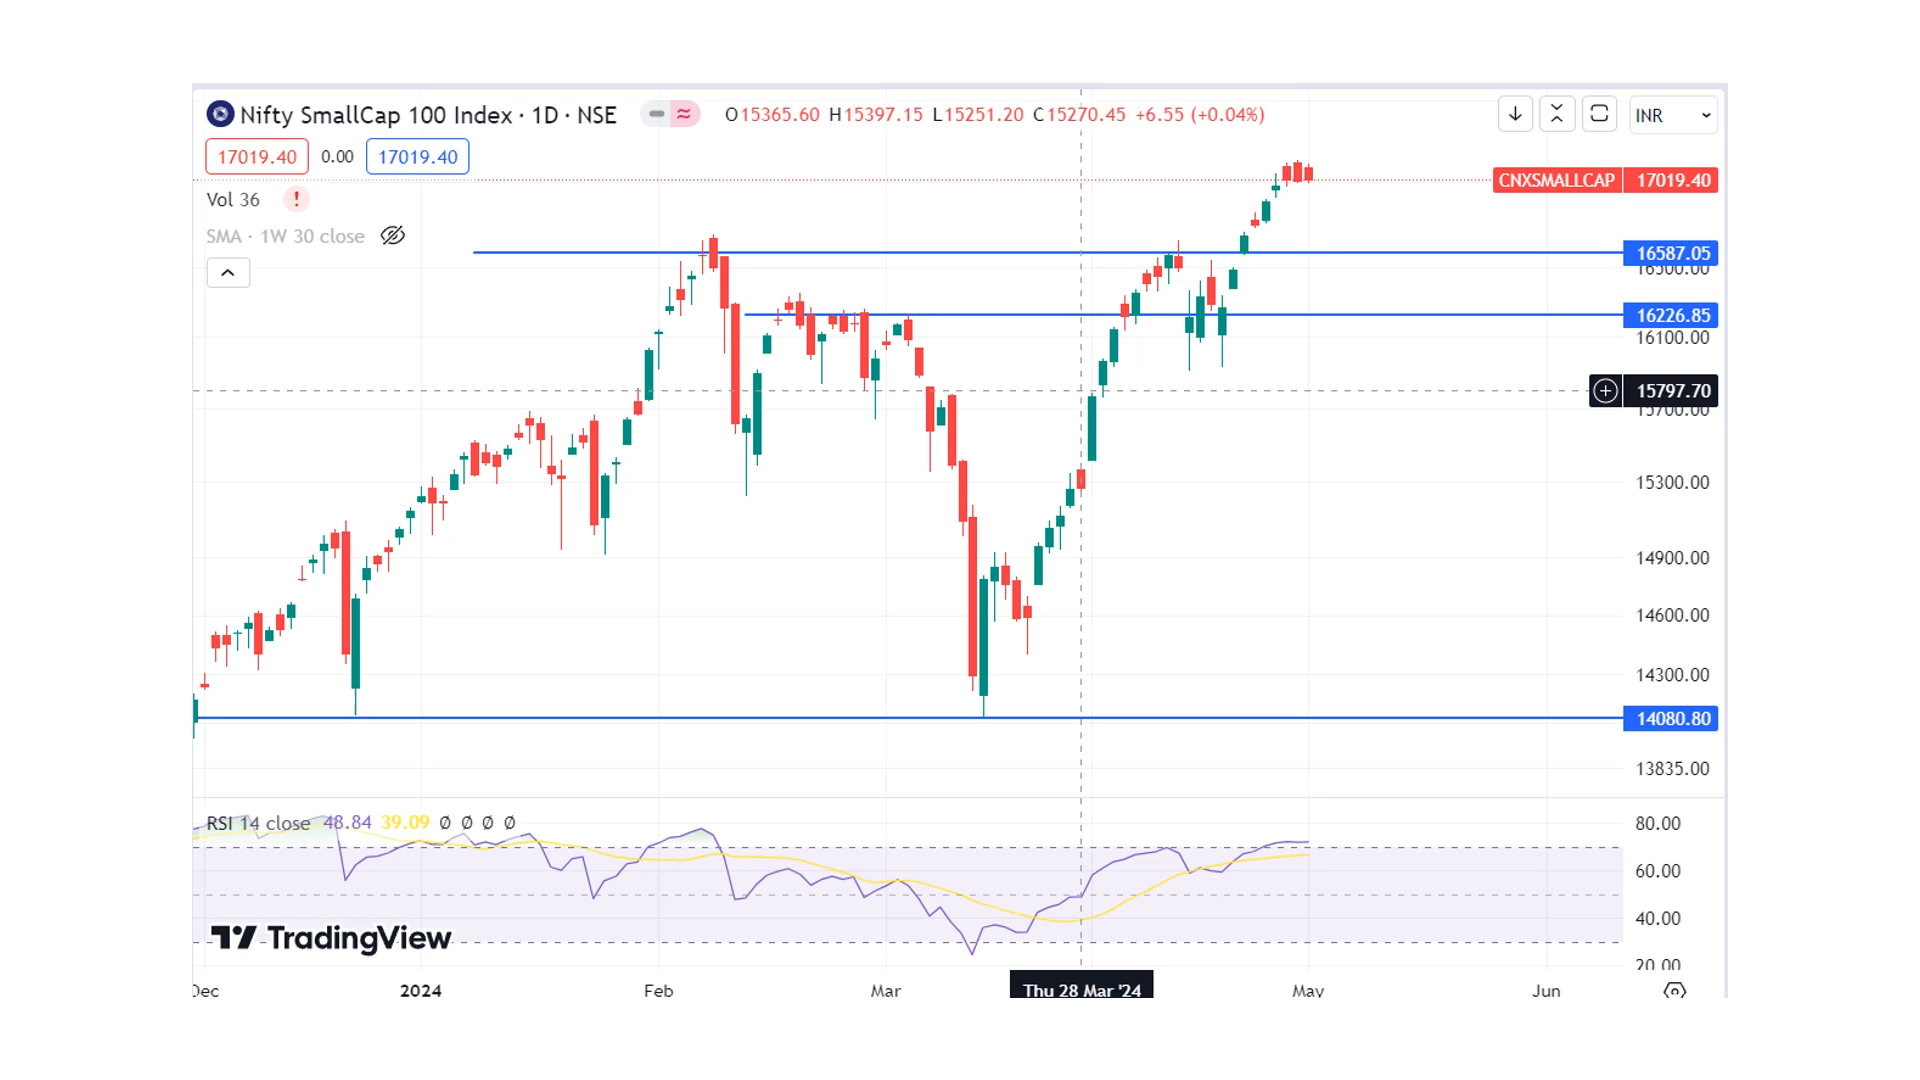 Nifty SmallCap 100 Index · 1D · NSE O15365.60 H15397.15 L15251.20 C15270.45 +6.55 (+0.04%) INR
17019.40 0.00 17019.40
CNXSMALLCAP 17019.40
Vol 36 !
SMA · 1W 30 close
16587.05
16500.00
16226.85
16100.00
15797.70
15700.00
15300.00
14900.00
14600.00
14300.00
14080.80
13835.00
RSI 14 close 48.84 39.09 Ø Ø Ø Ø
80.00
60.00
40.00
TradingView
20.00
Dec 2024 Feb Mar Thu 28 Mar '24 May Jun